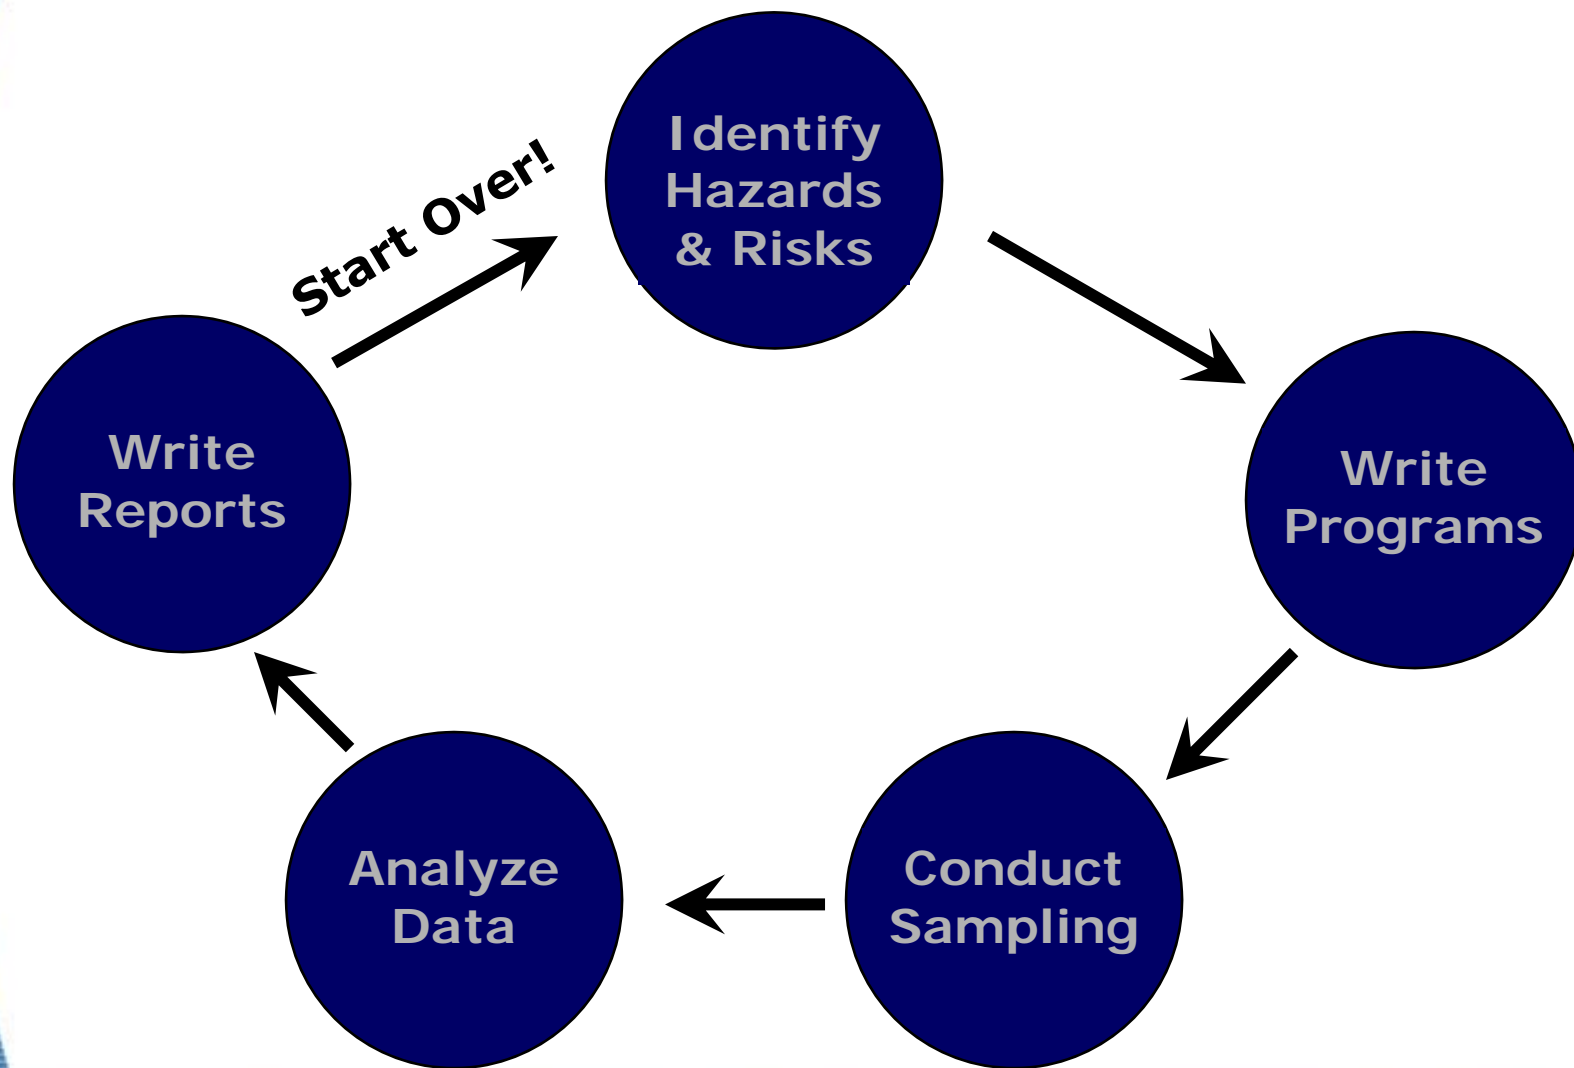 Identify
Hazards
& Risks
Start Over!
Write
Programs
Write
Reports
Conduct
Sampling
Analyze
Data